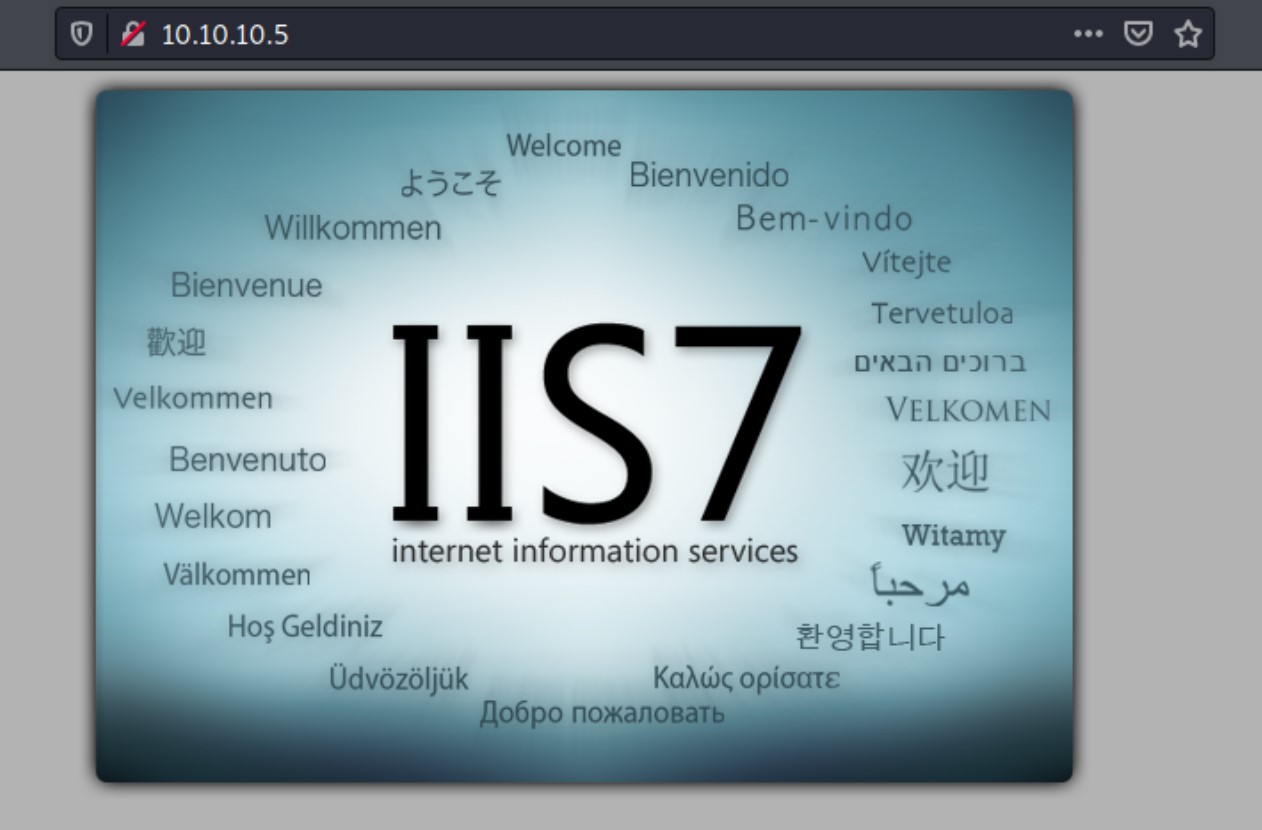 10.10.10.5
Welcome
Bienvenido
ようこそ
Bem-vindo
Willkommen
Vítejte
Bienvenue
Tervetuloa
歡迎
ברוכים הבאים
Velkommen
VELKOMEN
IIS7
Benvenuto
欢迎
Welkom
Witamy
internet information services
Välkommen
مرحباً
Hoş Geldiniz
환영합니다
Üdvözöljük
Καλώς ορίσατε
Добро пожаловать